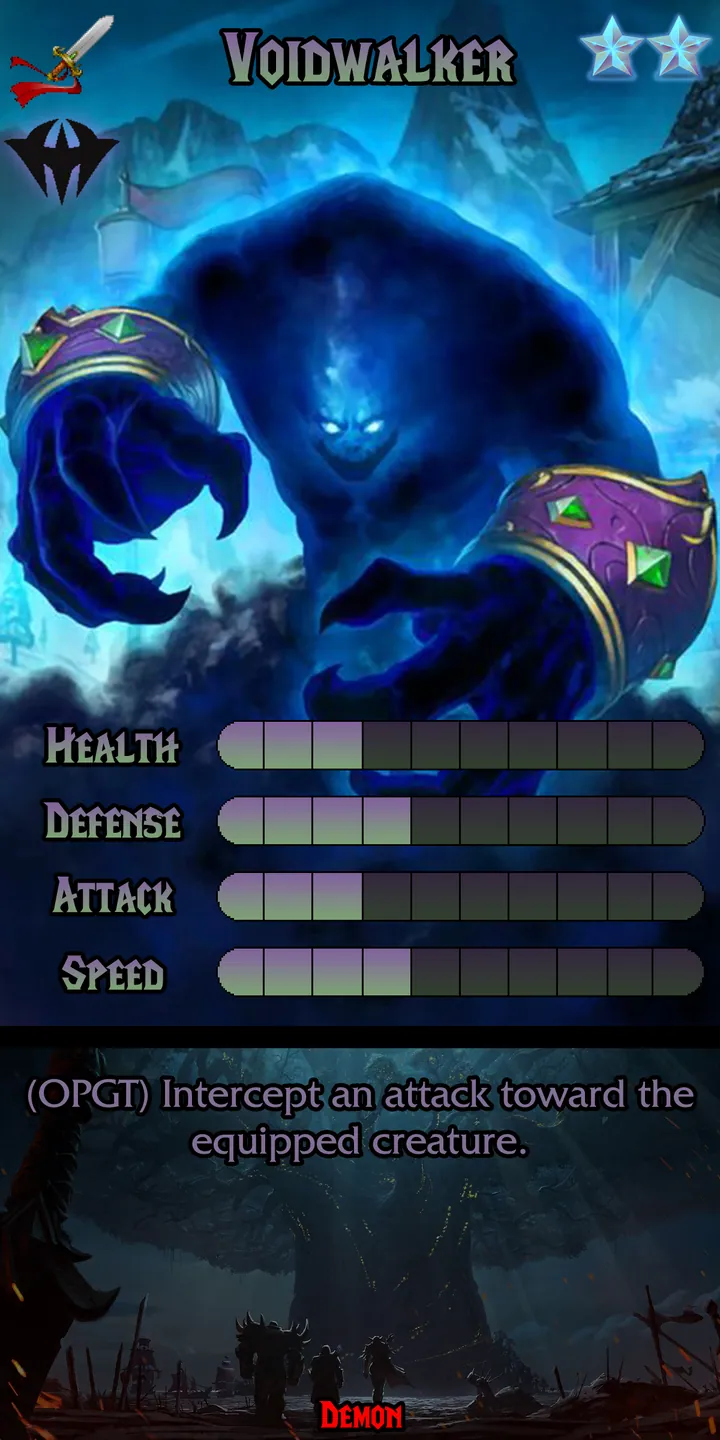 Voidwalker
Health
Defense
Attack
Speed
(OPGT) Intercept an attack toward the
equipped creature.
Demon